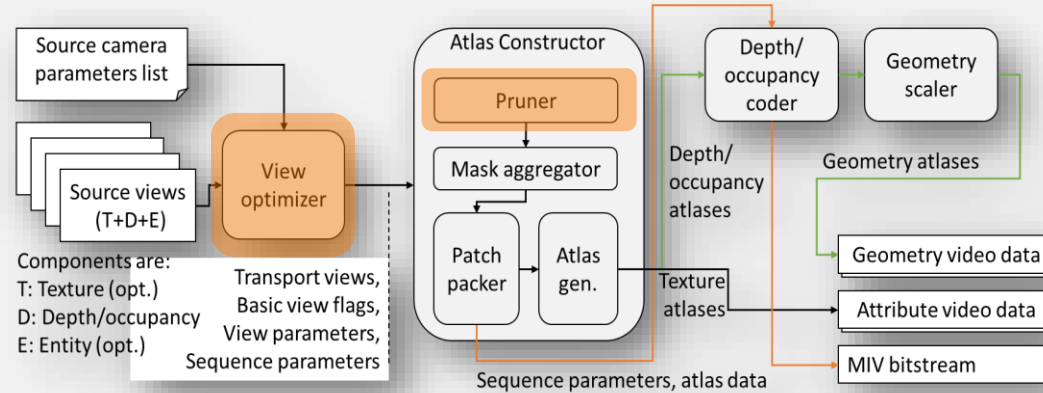 Source camera
parameters list
Source views
(T+D+E)
Components are:
T: Texture (opt.)
D: Depth/occupancy
E: Entity (opt.)
View
optimizer
Transport views,
Basic view flags,
View parameters,
Sequence parameters
Atlas Constructor
Pruner
Mask aggregator
Patch
packer
Atlas
gen.
Depth/
occupancy
atlases
Texture
atlases
Sequence parameters, atlas data
Depth/
occupancy
coder
Geometry
scaler
Geometry atlases
Geometry video data
Attribute video data
MIV bitstream